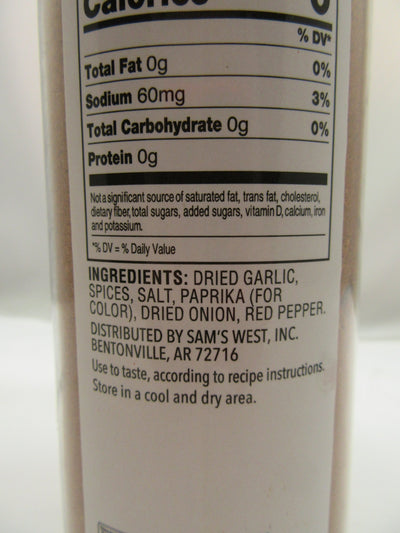 Calories 0
% DV*
Total Fat 0g 0%
Sodium 60mg 3%
Total Carbohydrate 0g 0%
Protein 0g
Not a significant source of saturated fat, trans fat, cholesterol,
dietary fiber, total sugars, added sugars, vitamin D, calcium, iron
and potassium.
*% DV = % Daily Value
INGREDIENTS: DRIED GARLIC,
SPICES, SALT, PAPRIKA (FOR
COLOR), DRIED ONION, RED PEPPER.
DISTRIBUTED BY SAM'S WEST, INC.
BENTONVILLE, AR 72716
Use to taste, according to recipe instructions.
Store in a cool and dry area.